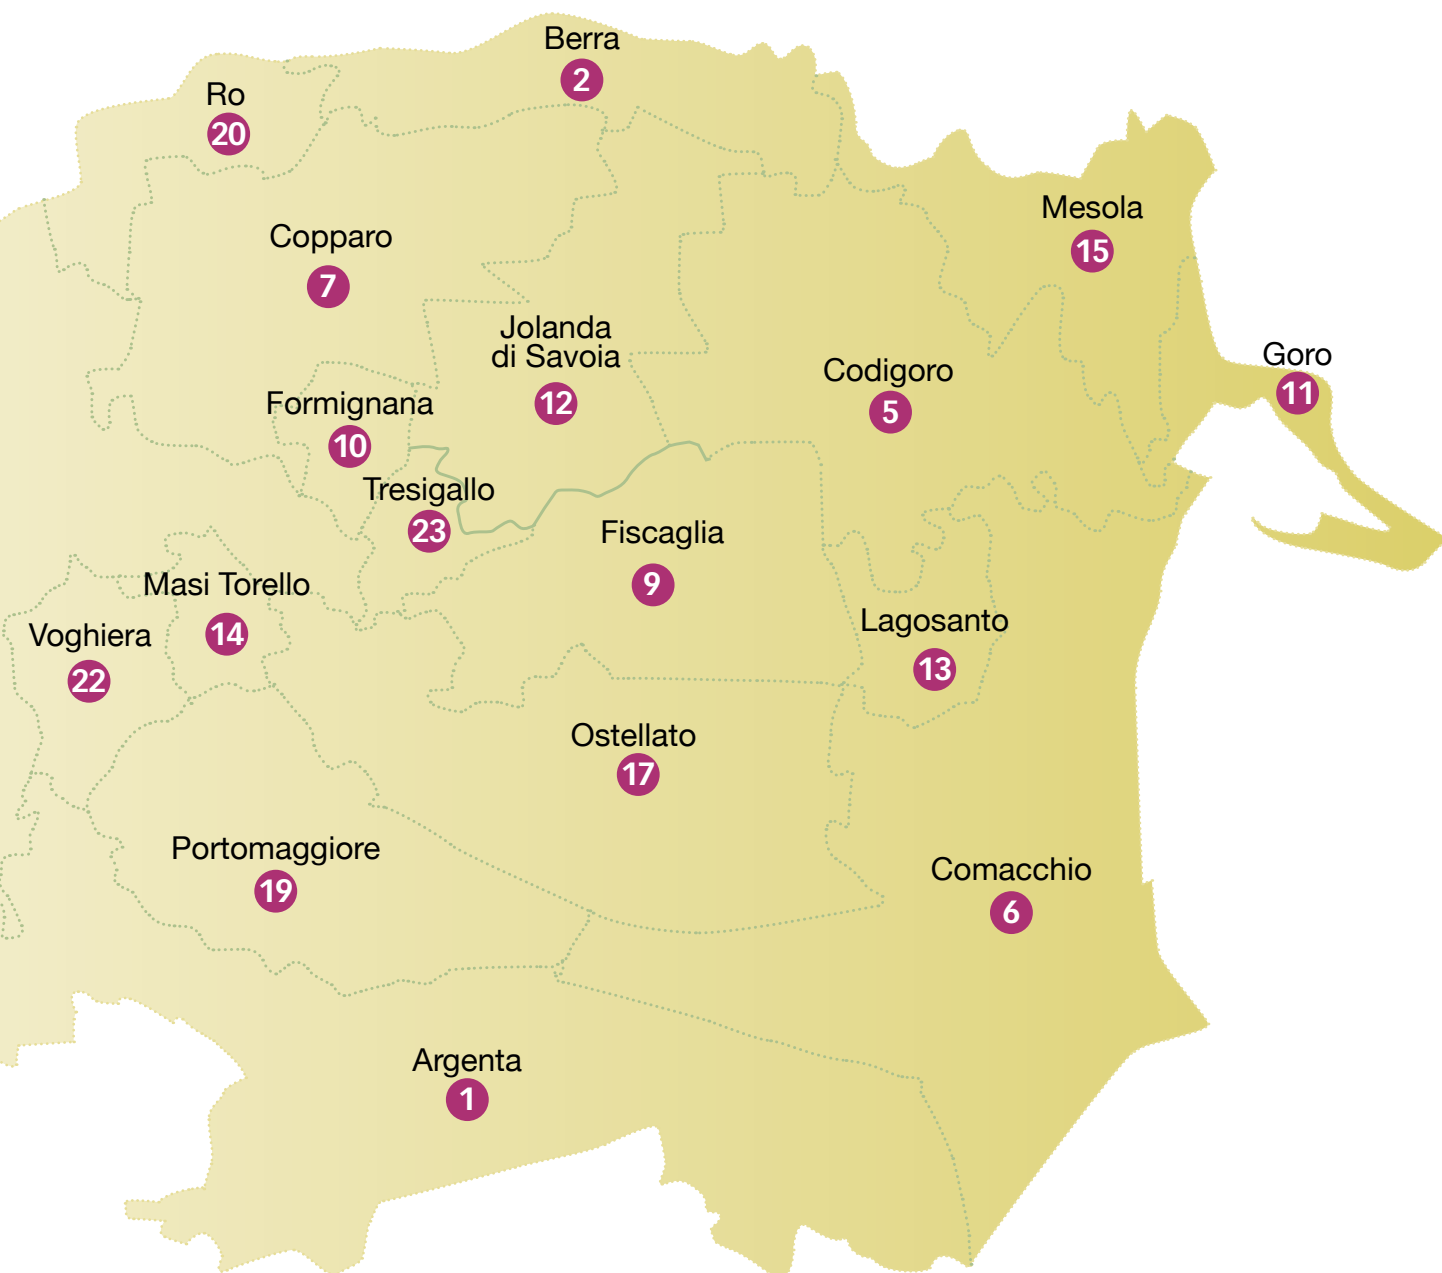 Berra
2
Ro
20
Mesola
15
Copparo
7
Jolanda
di Savoia
12
Goro
11
Codigoro
5
Formignana
10
Tresigallo
23
Fiscaglia
9
Masi Torello
14
Voghiera
22
Lagosanto
13
Ostellato
17
Portomaggiore
19
Comacchio
6
Argenta
1